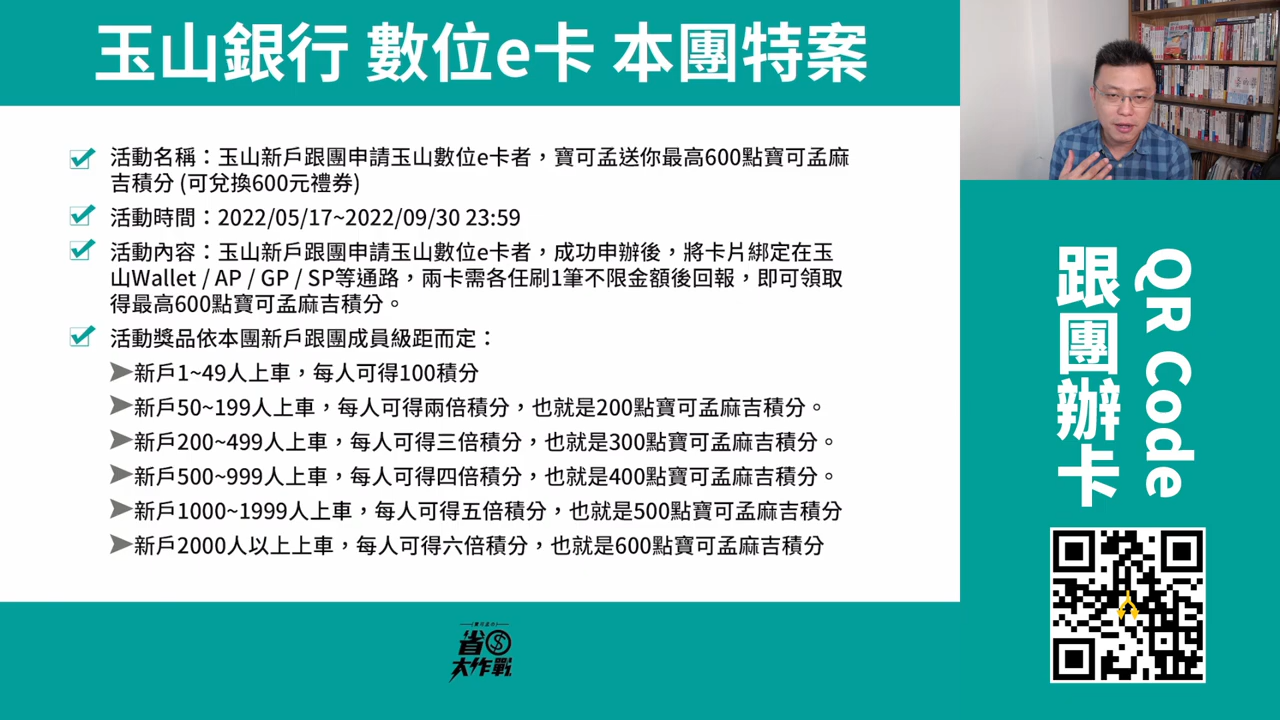 玉山銀行 數位e卡 本團特案
活動名稱：玉山新戶跟團申請玉山數位e卡者，寶可孟送你最高600點寶可孟麻
吉積分 (可兌換600元禮券)
活動時間：2022/05/17~2022/09/30 23:59
活動內容：玉山新戶跟團申請玉山數位e卡者，成功申辦後，將卡片綁定在玉
山Wallet / AP / GP / SP等通路，兩卡需各任刷1筆不限金額後回報，即可領取
得最高600點寶可孟麻吉積分。
活動獎品依本團新戶跟團成員級距而定：
新戶1~49人上車，每人可得100積分
新戶50~199人上車，每人可得兩倍積分，也就是200點寶可孟麻吉積分。
新戶200~499人上車，每人可得三倍積分，也就是300點寶可孟麻吉積分。
新戶500~999人上車，每人可得四倍積分，也就是400點寶可孟麻吉積分。
新戶1000~1999人上車，每人可得五倍積分，也就是500點寶可孟麻吉積分
新戶2000人以上上車，每人可得六倍積分，也就是600點寶可孟麻吉積分
QR Code
跟團辦卡
寶可孟の
省$
大作戰